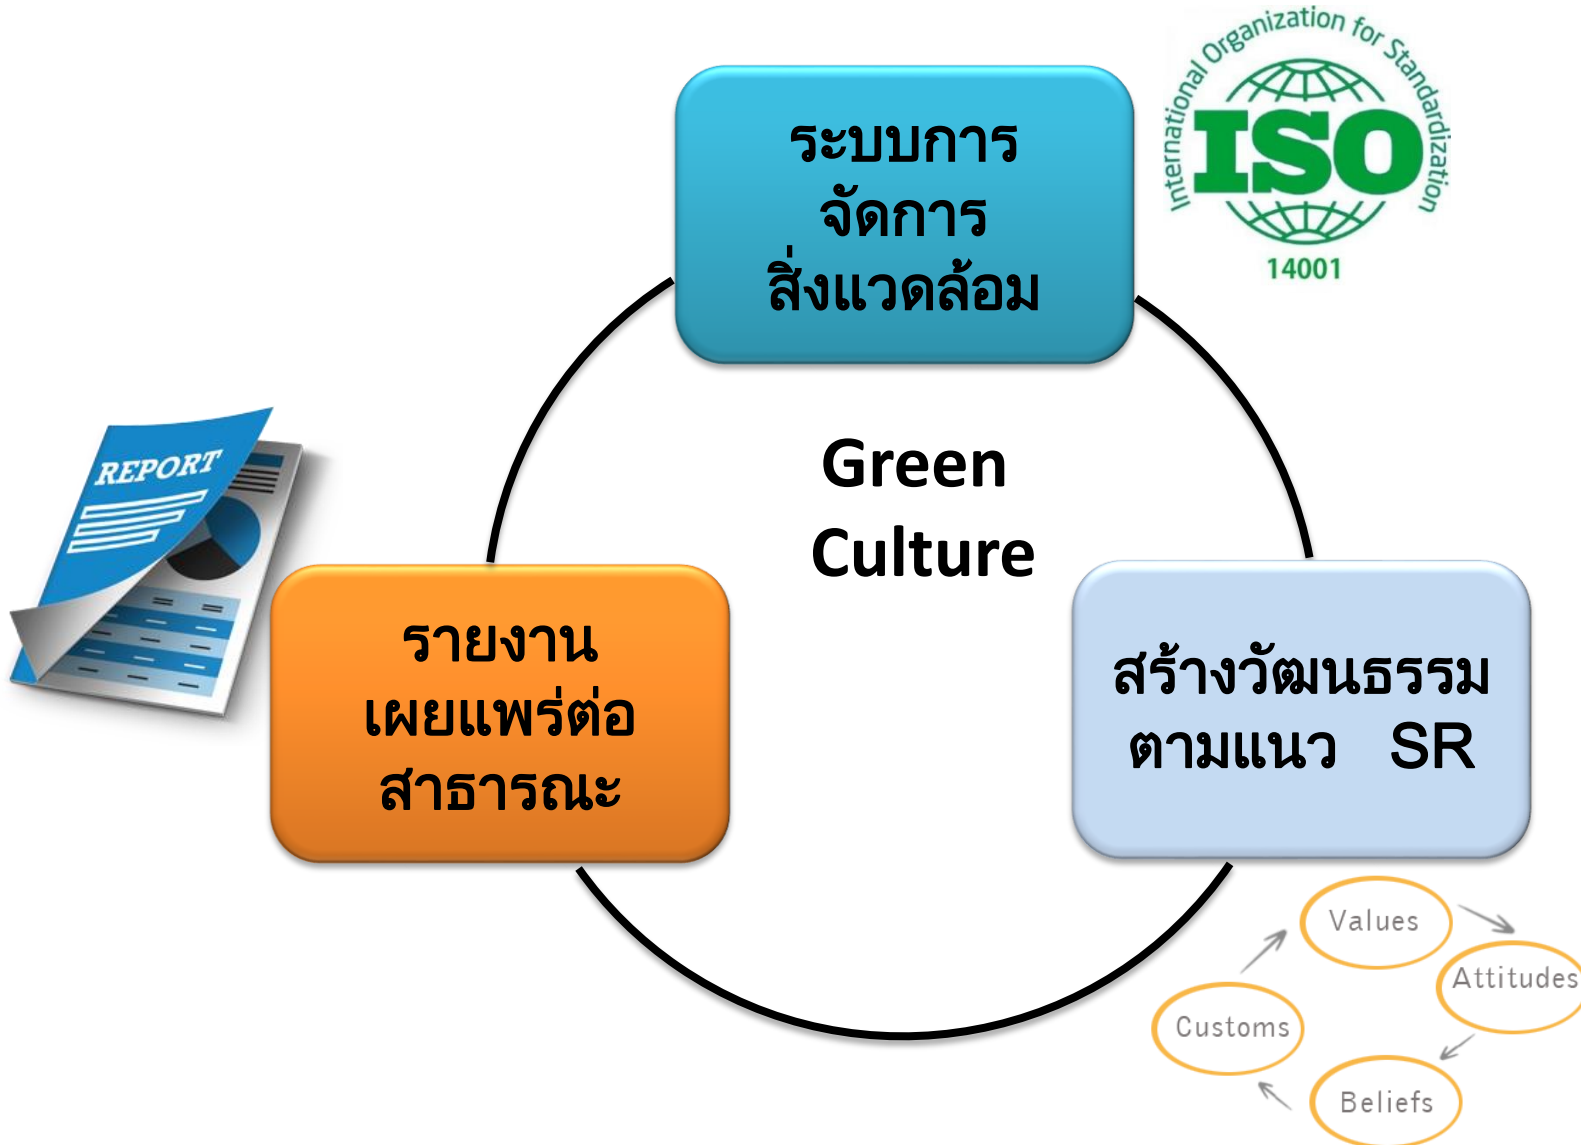 International Organization for Standardization
ISO
14001
ระบบการ
จัดการ
สิ่งแวดล้อม
Green
Culture
REPORT
รายงาน
เผยแพร่ต่อ
สาธารณะ
สร้างวัฒนธรรม
ตามแนว SR
Values
Attitudes
Customs
Beliefs